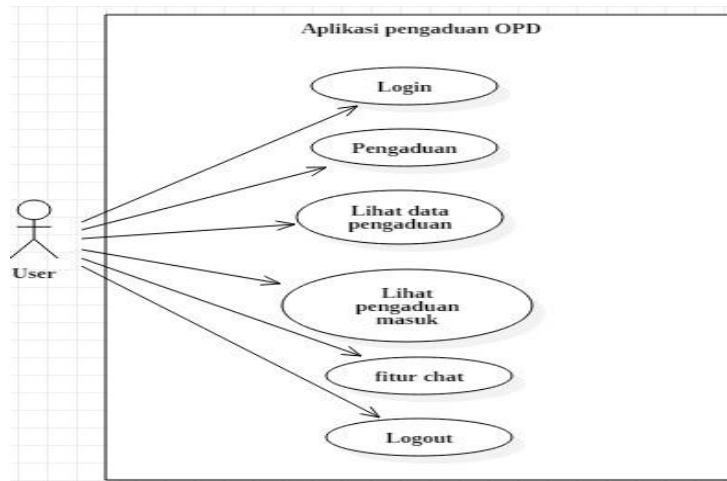 Aplikasi pengaduan OPD
Login
Pengaduan
Lihat data
pengaduan
User
Lihat
pengaduan
masuk
fitur chat
Logout